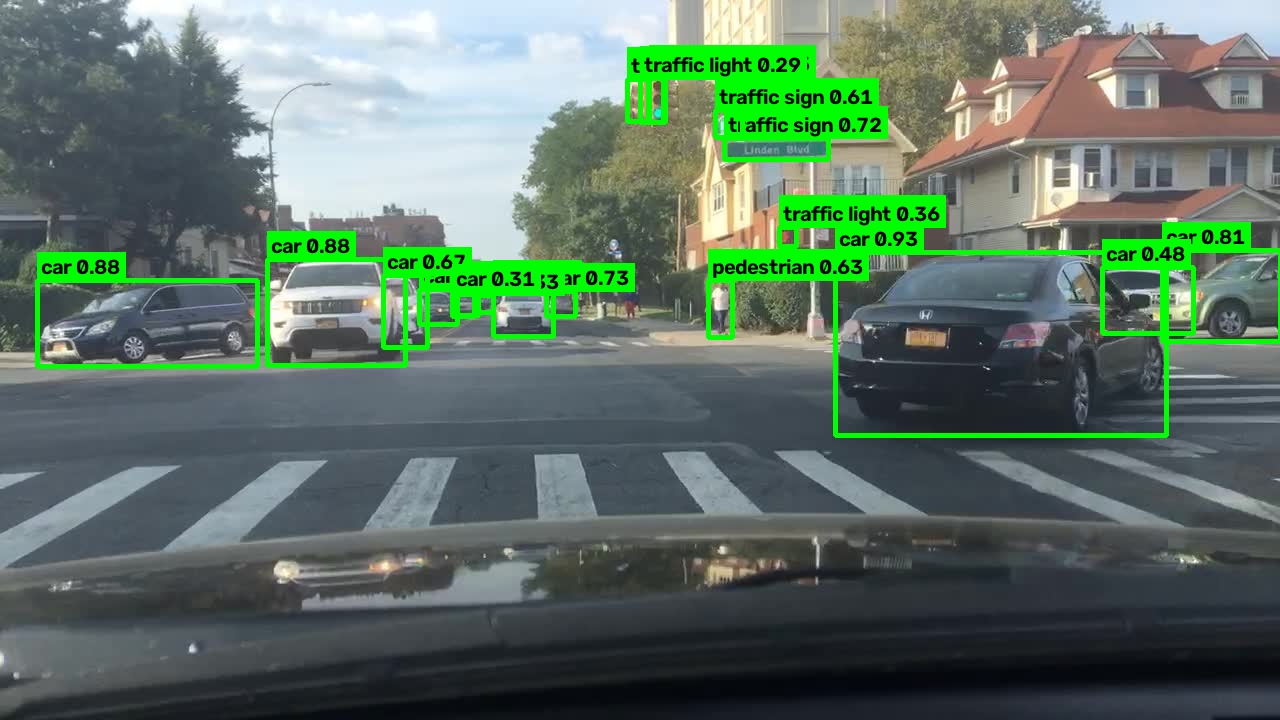 traffic light 0.29
traffic sign 0.61
traffic sign 0.72
Linden Blvd
traffic light 0.36
car 0.93
car 0.81
car 0.48
car 0.88
car 0.88
car 0.67
car 0.31
car 0.73
pedestrian 0.63